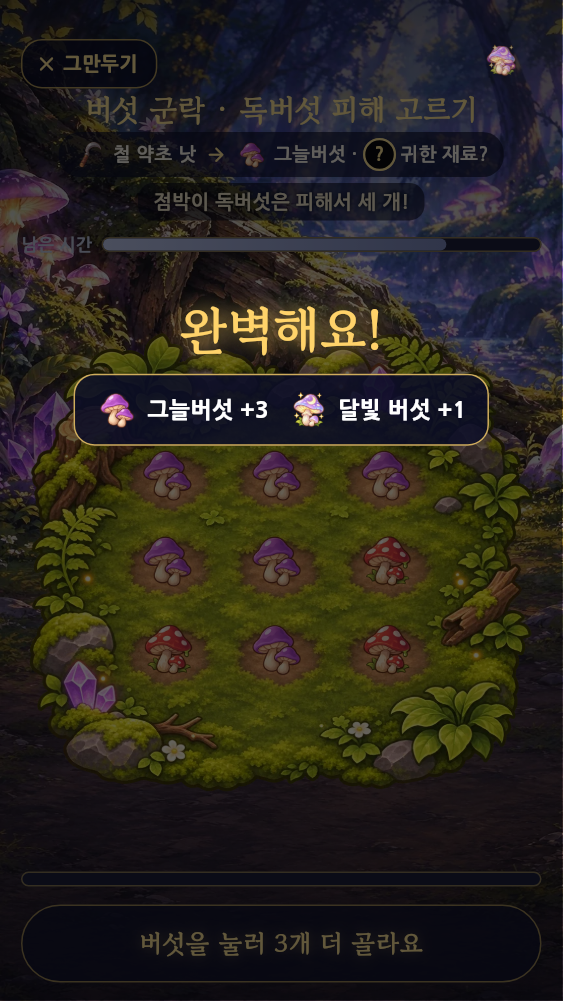 × 그만두기
버섯 군락 · 독버섯 피해 고르기
철 약초 낫 → 그늘버섯 · ? 귀한 재료?
점박이 독버섯은 피해서 세 개!
남은 시간
완벽해요!
그늘버섯 +3 달빛 버섯 +1
버섯을 눌러 3개 더 골라요